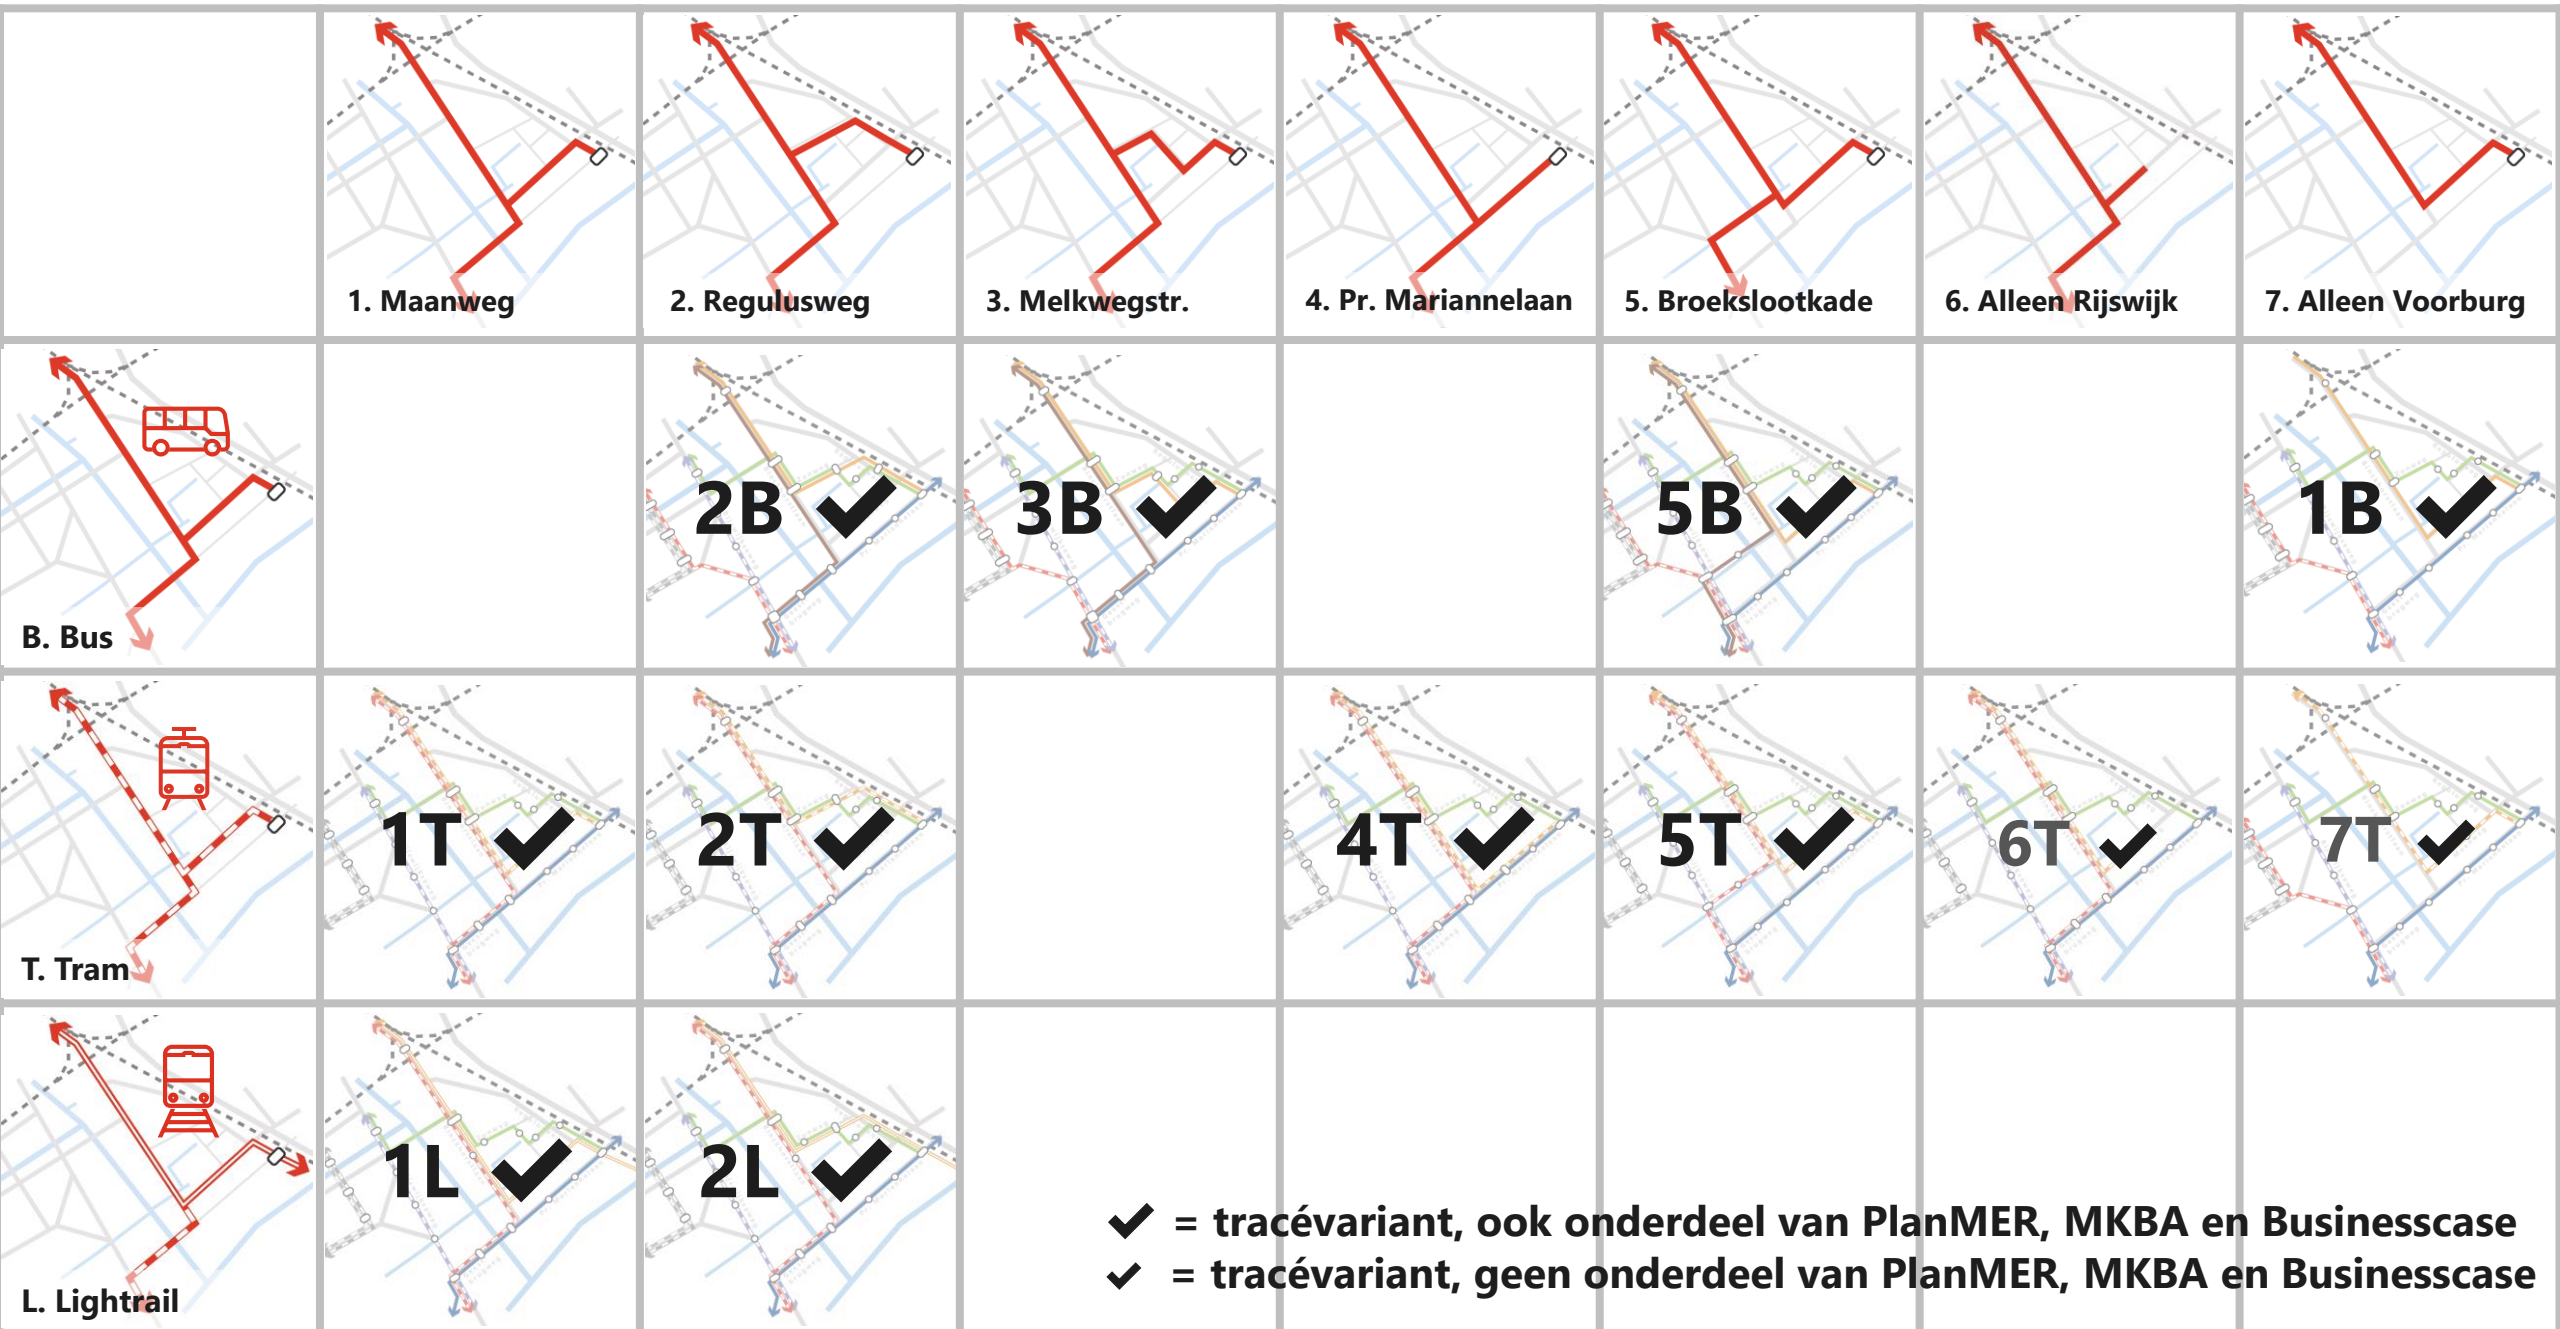 1. Maanweg
2. Regulusweg
3. Melkwegstr.
4. Pr. Mariannelaan
5. Broekslootkade
6. Alleen Rijswijk
7. Alleen Voorburg
B. Bus
2B
3B
5B
1B
T. Tram
1T
2T
4T
5T
6T
7T
L. Lightrail
1L
2L
= tracévariant, ook onderdeel van PlanMER, MKBA en Businesscase
= tracévariant, geen onderdeel van PlanMER, MKBA en Businesscase